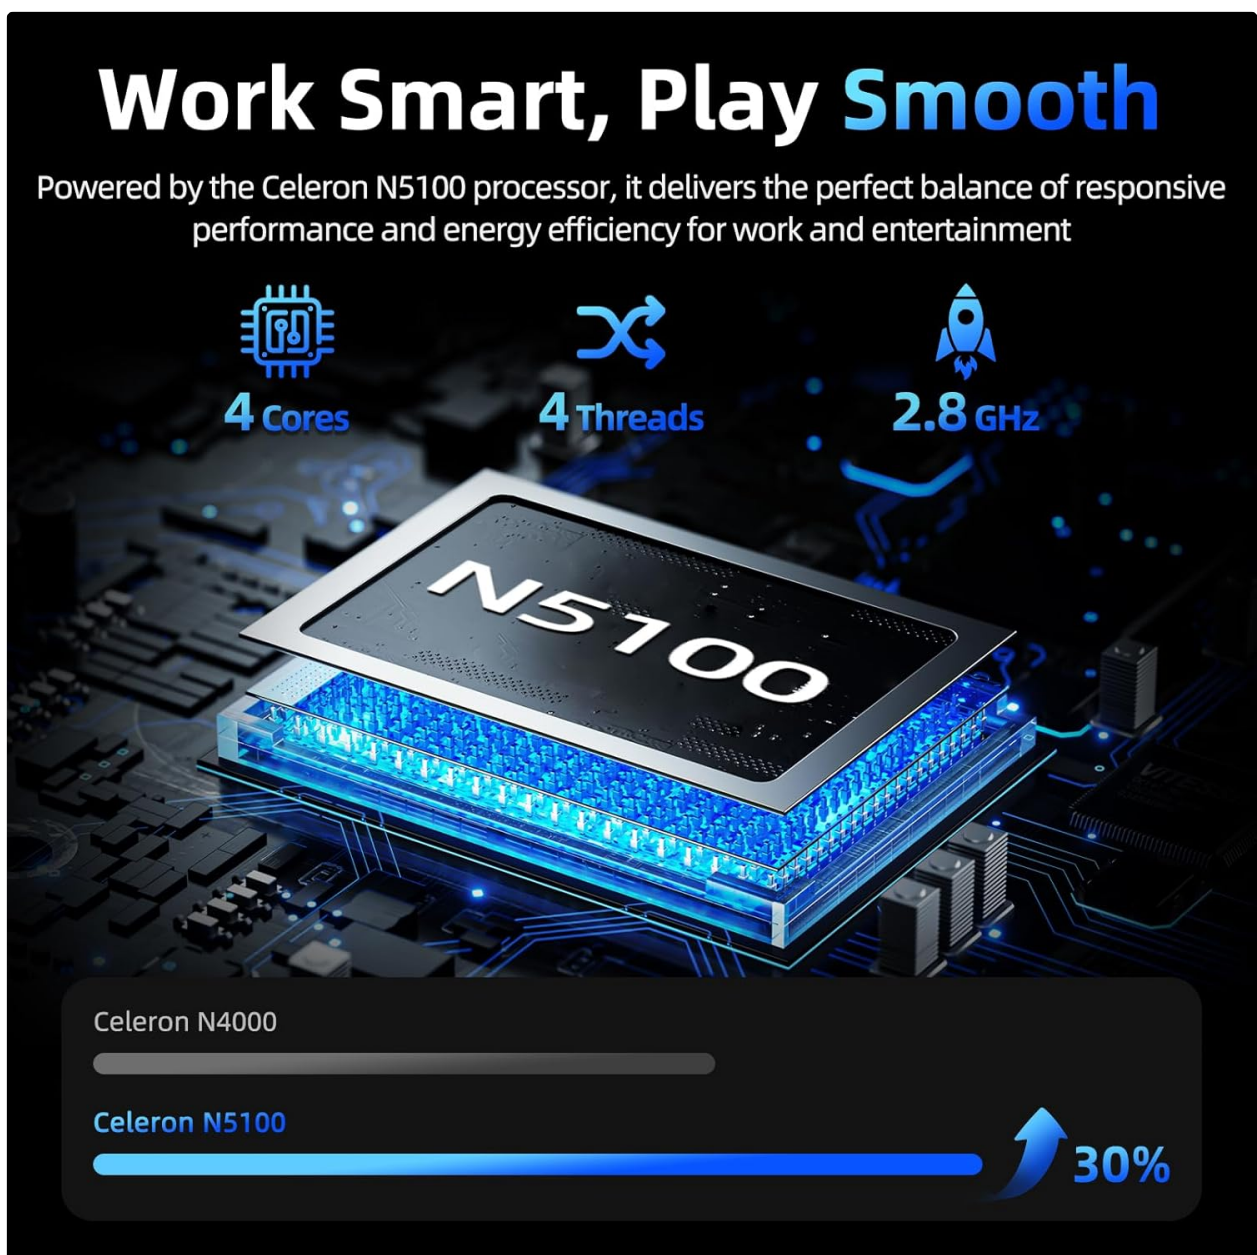 Work Smart, Play Smooth
Powered by the Celeron N5100 processor, it delivers the perfect balance of responsive
performance and energy efficiency for work and entertainment
4 Cores
4 Threads
2.8 GHz
N5100
Celeron N4000
Celeron N5100
30%